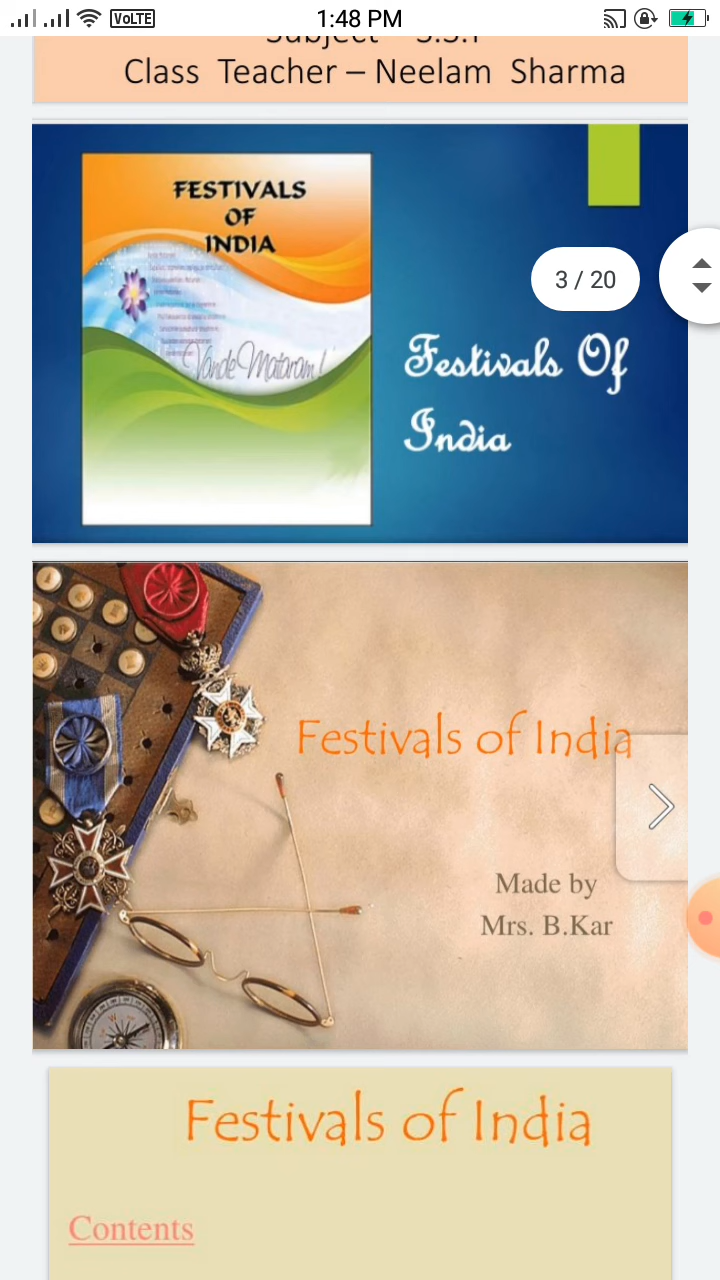 VoLTE
1:48 PM
Class Teacher – Neelam Sharma
FESTIVALS
OF
INDIA
Vande Mataram!
3 / 20
Festivals Of
India
Festivals of India
Made by
Mrs. B.Kar
Festivals of India
Contents